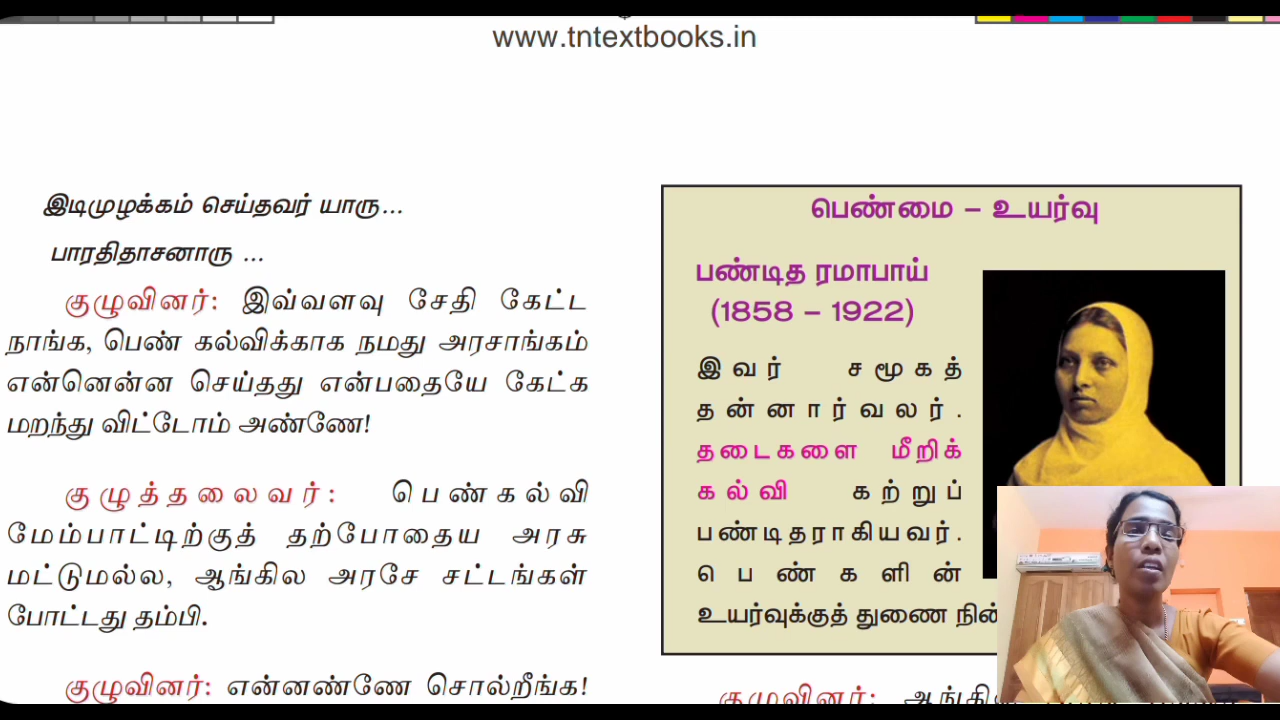 www.tntextbooks.in
இடிமுழக்கம் செய்தவர் யாரு...
பாரதிதாசனாரு ...
குழுவினர்: இவ்வளவு சேதி கேட்ட
நாங்க, பெண் கல்விக்காக நமது அரசாங்கம்
என்னென்ன செய்தது என்பதையே கேட்க
மறந்து விட்டோம் அண்ணே!
குழுத்தலைவர்: பெண்கல்வி
மேம்பாட்டிற்குத் தற்போதைய அரசு
மட்டுமல்ல, ஆங்கில அரசே சட்டங்கள்
போட்டது தம்பி.
குழுவினர்: என்னண்ணே சொல்றீங்க!
பெண்மை – உயர்வு
பண்டித ரமாபாய்
(1858 – 1922)
இவர் சமூகத்
தன்னார்வலர்.
தடைகளை மீறிக்
கல்வி கற்றுப்
பண்டிதராகியவர்.
பெண்களின்
உயர்வுக்குத் துணை
குழுவினர்: